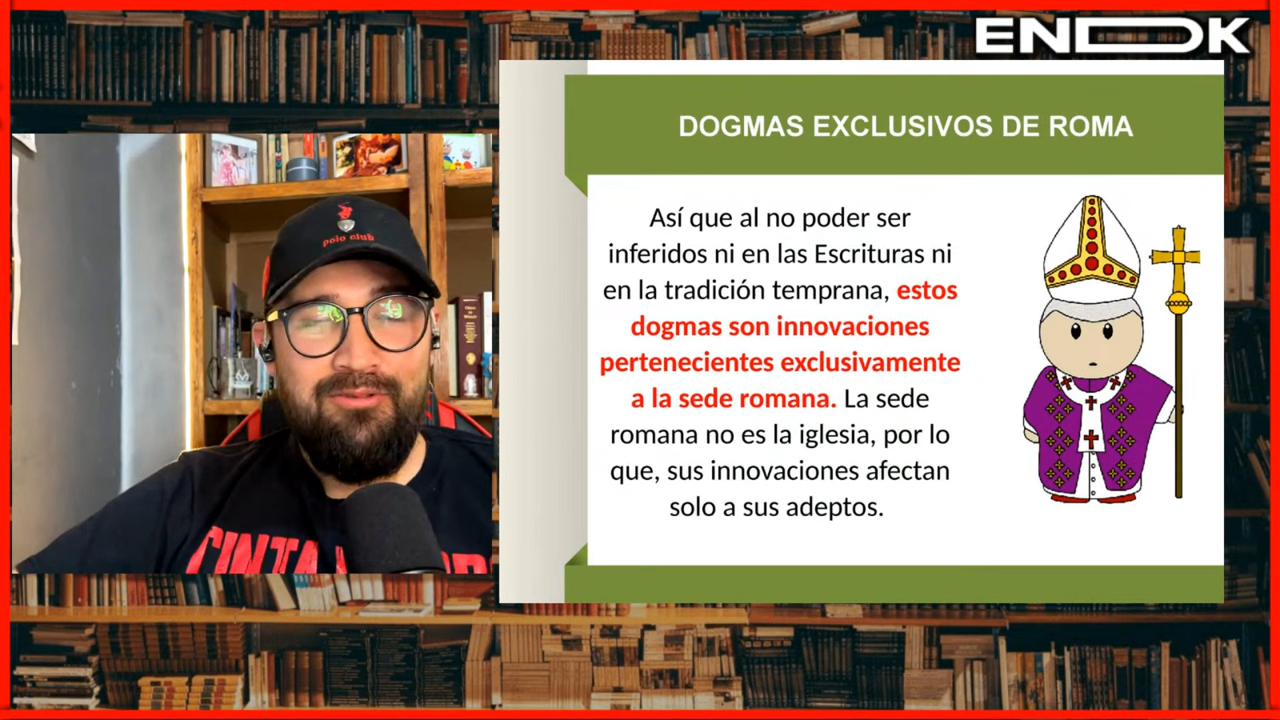 ENDK
DOGMAS EXCLUSIVOS DE ROMA
Así que al no poder ser
inferidos ni en las Escrituras ni
en la tradición temprana, estos
dogmas son innovaciones
pertenecientes exclusivamente
a la sede romana. La sede
romana no es la iglesia, por lo
que, sus innovaciones afectan
solo a sus adeptos.
polo club